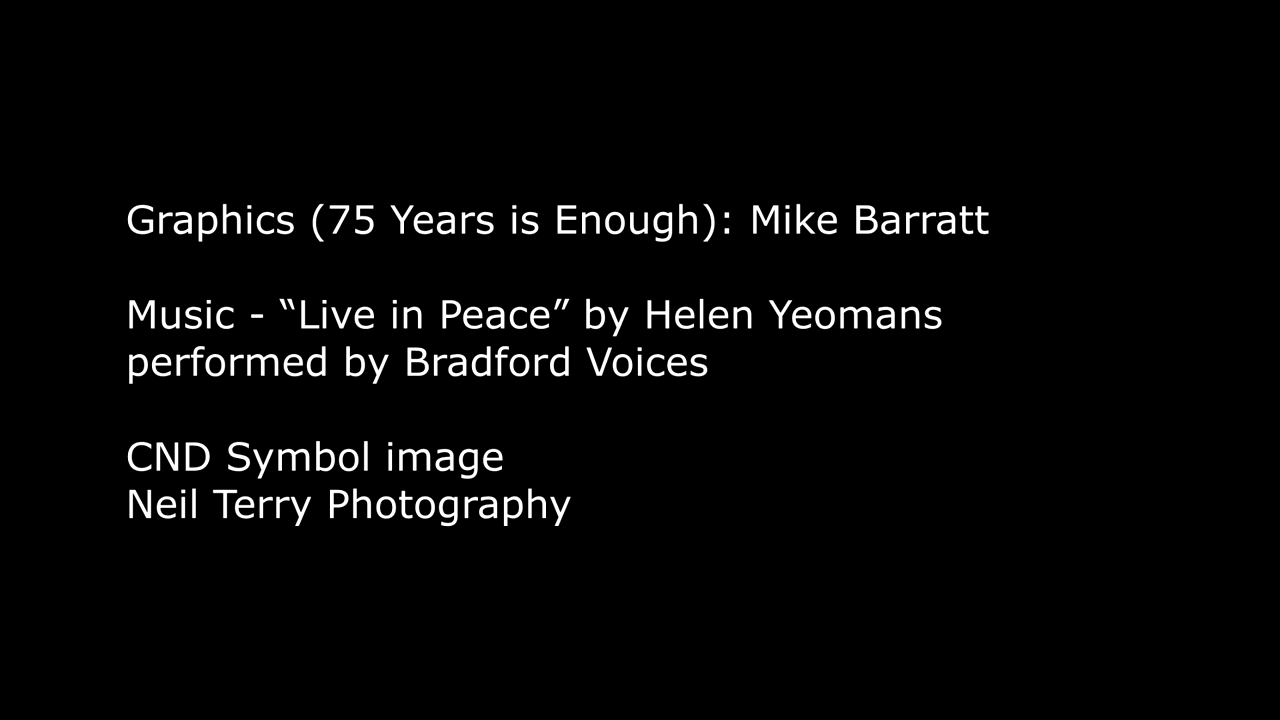 Graphics (75 Years is Enough): Mike Barratt
Music - “Live in Peace” by Helen Yeomans
performed by Bradford Voices
CND Symbol image
Neil Terry Photography